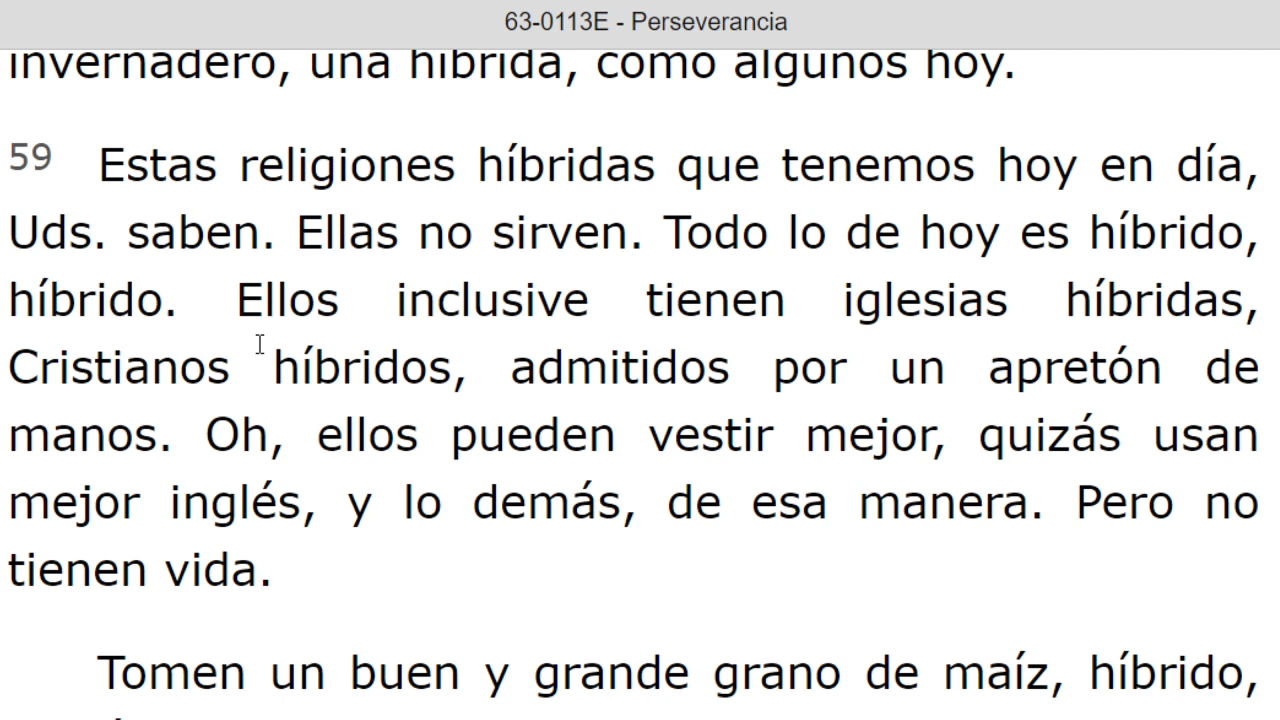 63-0113E - Perseverancia
invernadero, una híbrida, como algunos hoy.
59 Estas religiones híbridas que tenemos hoy en día,
Uds. saben. Ellas no sirven. Todo lo de hoy es híbrido,
híbrido. Ellos inclusive tienen iglesias híbridas,
Cristianos híbridos, admitidos por un apretón de
manos. Oh, ellos pueden vestir mejor, quizás usan
mejor inglés, y lo demás, de esa manera. Pero no
tienen vida.
Tomen un buen y grande grano de maíz, híbrido,